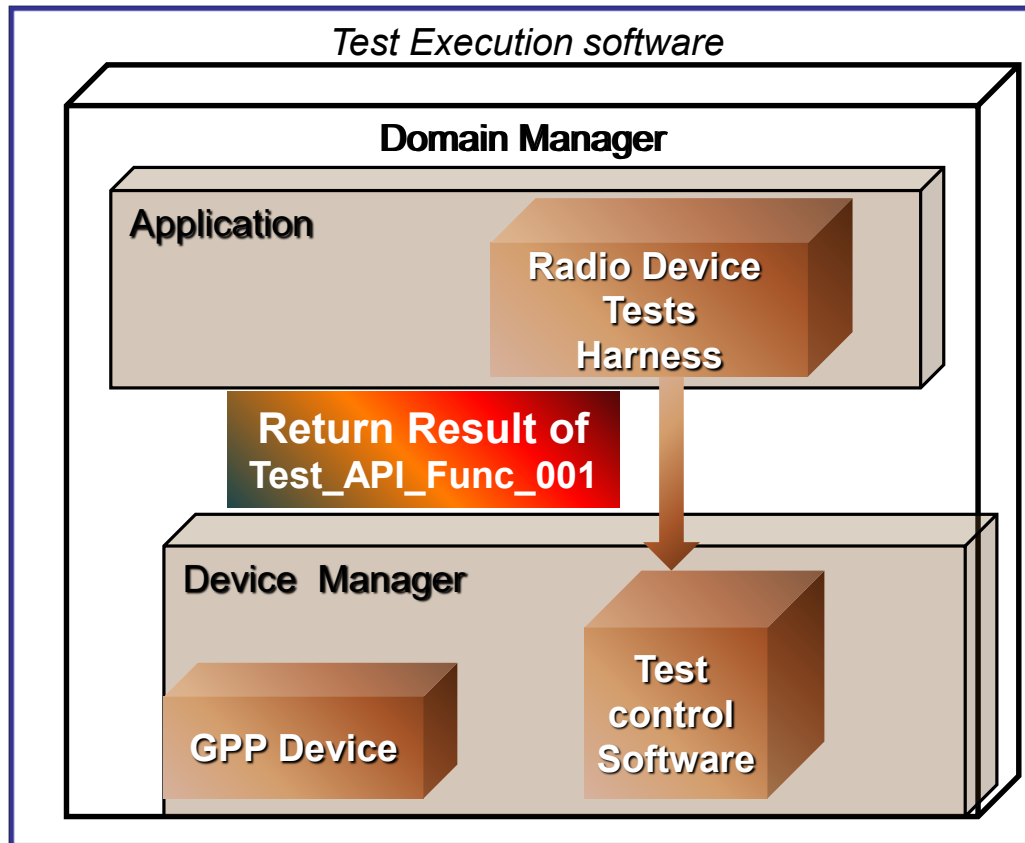 Test Execution software
Domain Manager
Application
Radio Device
Tests
Harness
Return Result of
Test_API_Func_001
Device Manager
Test
control
Software
GPP Device